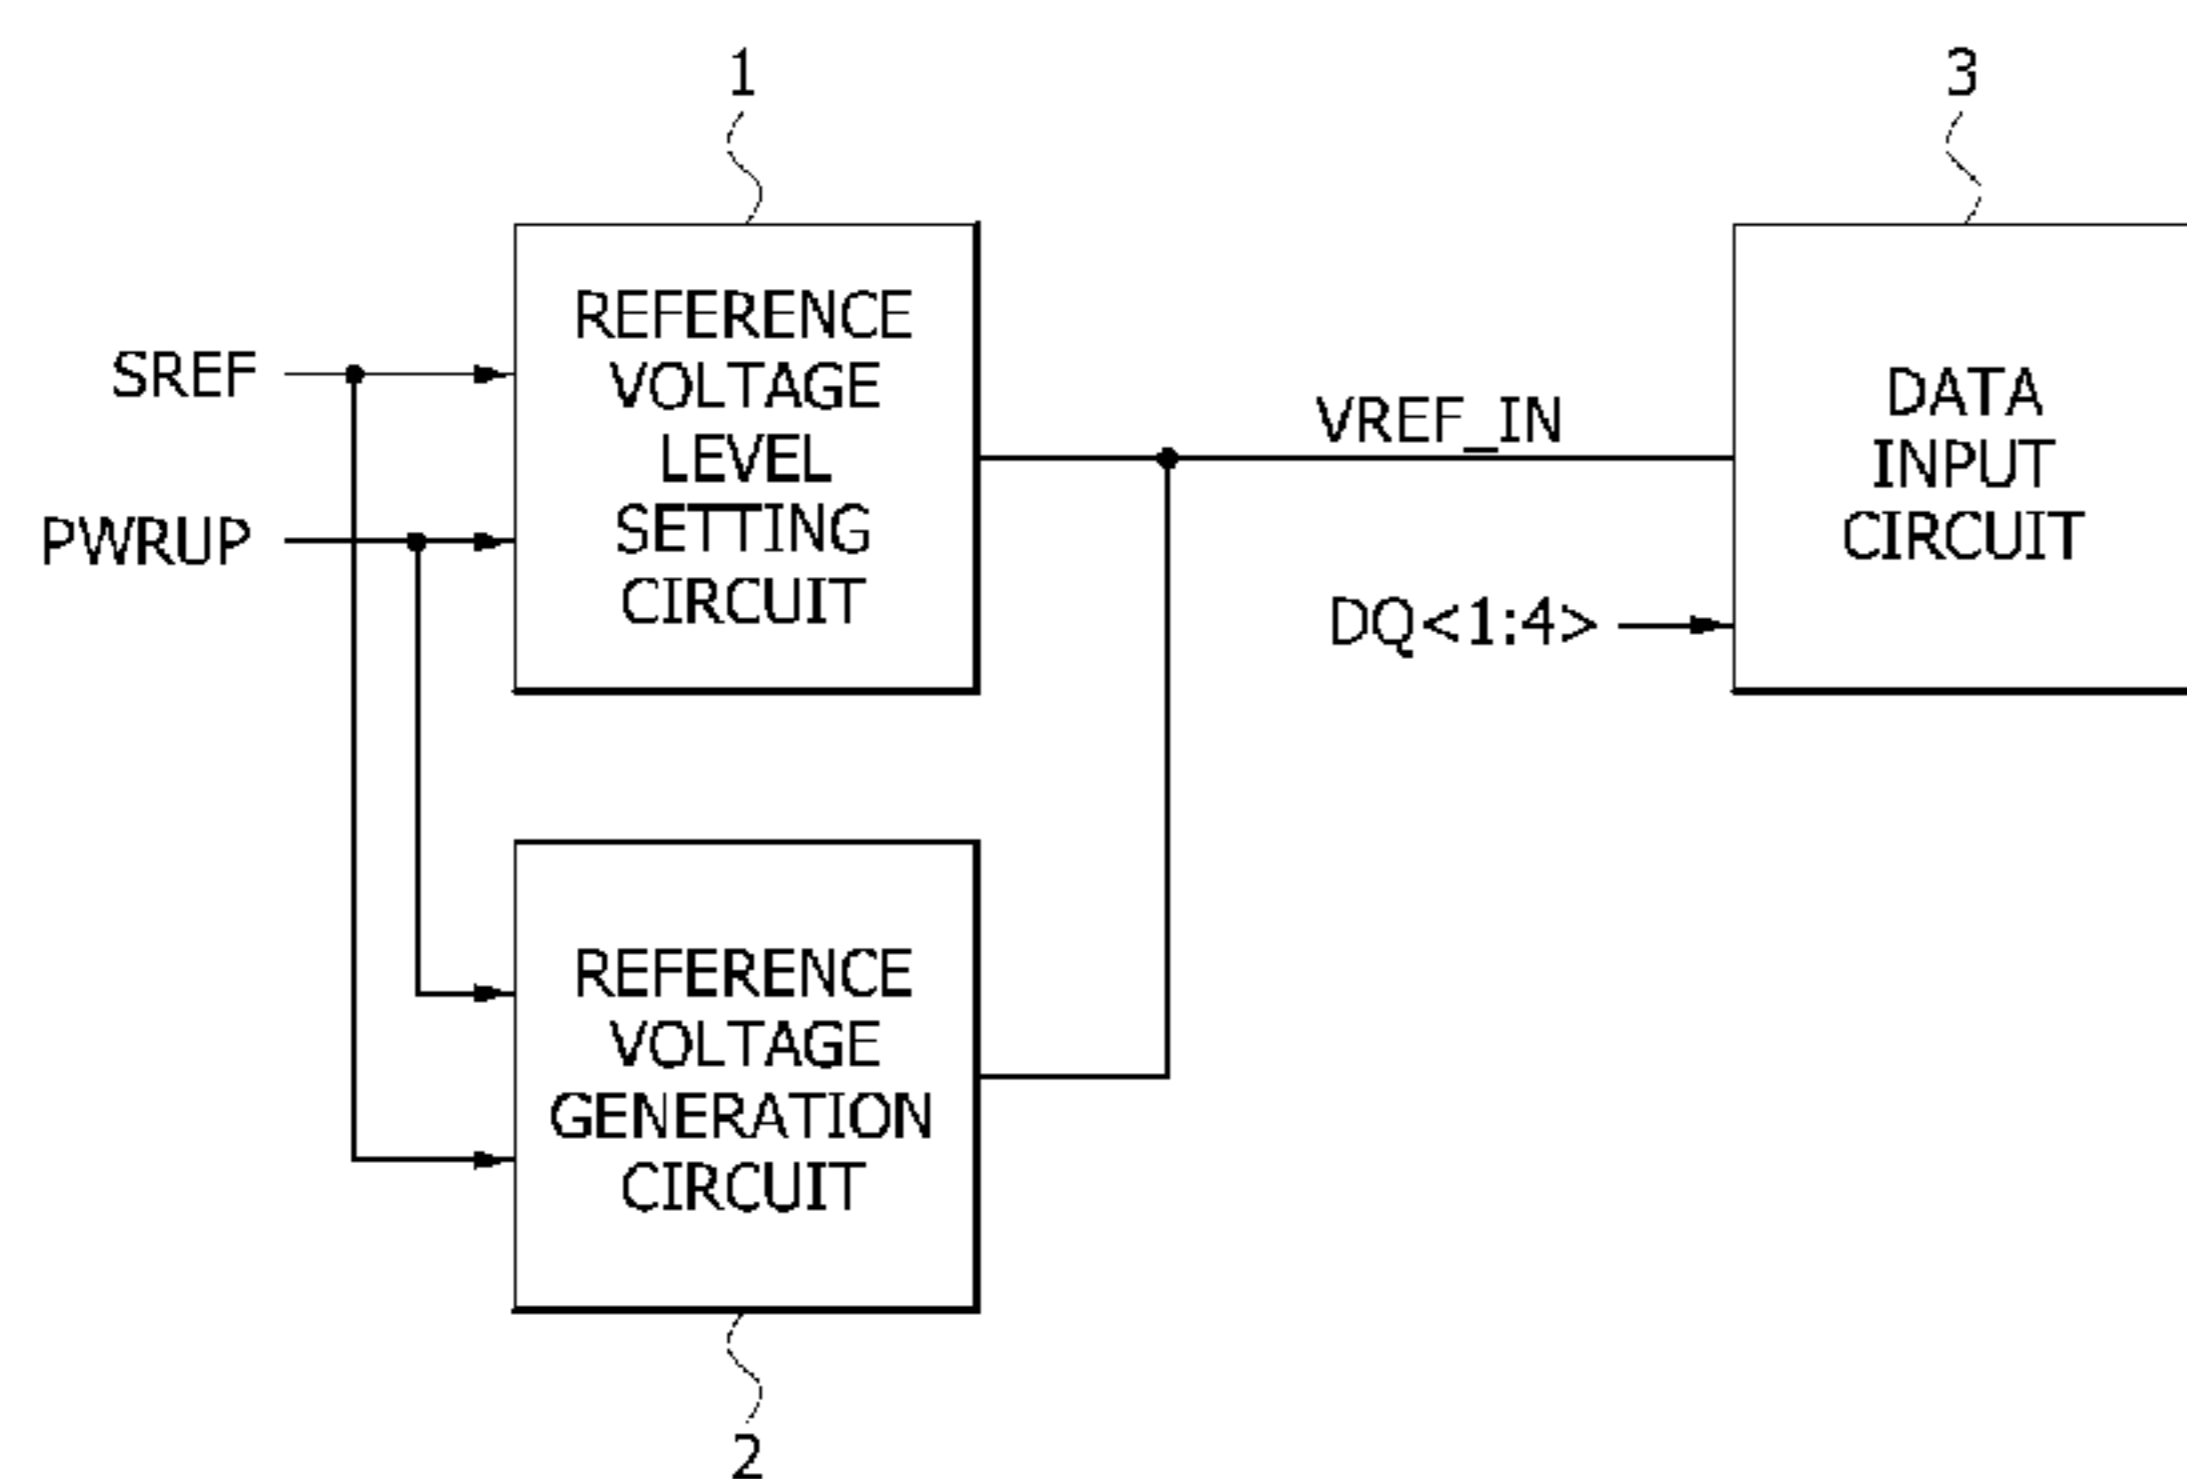 1
3
REFERENCE
VOLTAGE
LEVEL
SETTING
CIRCUIT
SREF
PWRUP
VREF_IN
DATA
INPUT
CIRCUIT
DQ<1:4>
REFERENCE
VOLTAGE
GENERATION
CIRCUIT
2